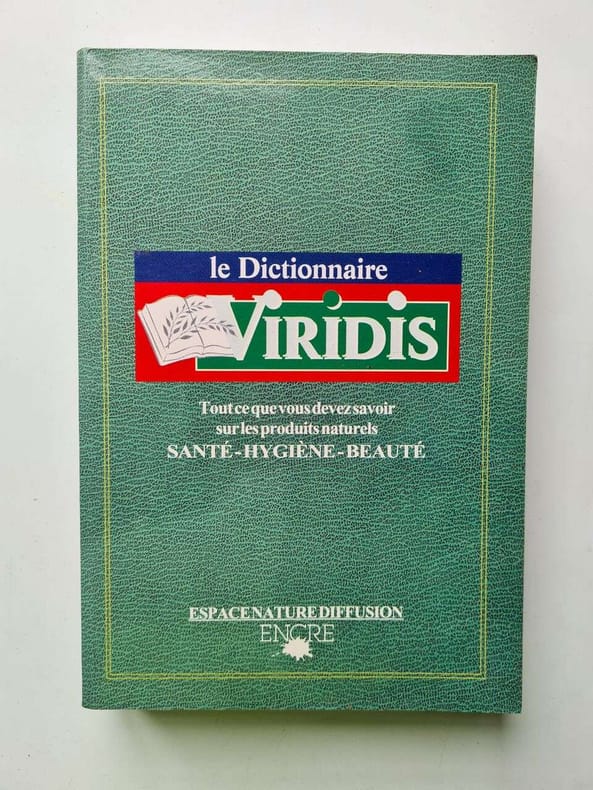 le Dictionnaire
VIRIDIS
Tout ce que vous devez savoir
sur les produits naturels
SANTÉ-HYGIÈNE-BEAUTÉ
ESPACE NATURE DIFFUSION
ENCRE